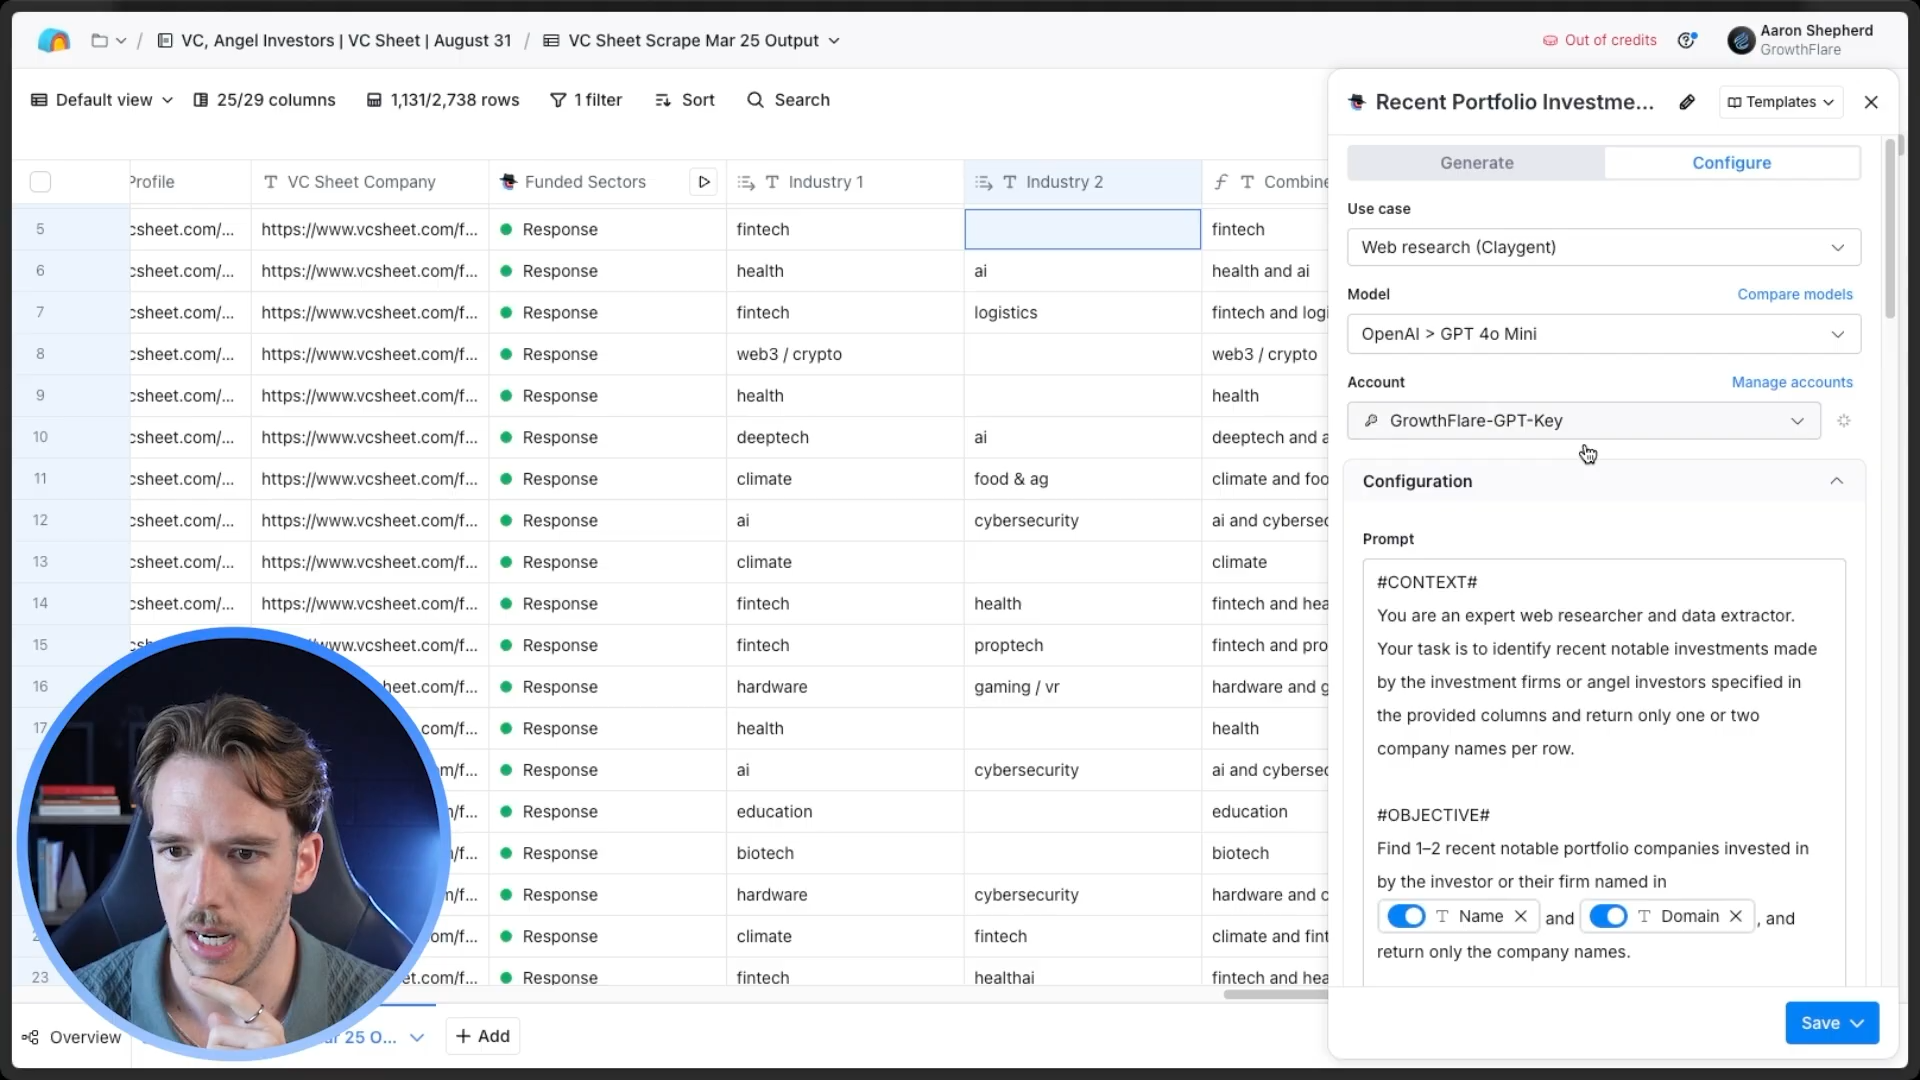 / VC, Angel Investors | VC Sheet | August 31 / VC Sheet Scrape Mar 25 Output
Out of credits
Aaron Shepherd
GrowthFlare
Default view 25/29 columns 1,131/2,738 rows 1 filter Sort Search
Profile VC Sheet Company Funded Sectors Industry 1 Industry 2 Combine
5 csheet.com/... https://www.vcsheet.com/f... Response fintech fintech
6 csheet.com/... https://www.vcsheet.com/f... Response health ai health and ai
7 csheet.com/... https://www.vcsheet.com/f... Response fintech logistics fintech and logi
8 csheet.com/... https://www.vcsheet.com/f... Response web3 / crypto web3 / crypto
9 csheet.com/... https://www.vcsheet.com/f... Response health health
10 csheet.com/... https://www.vcsheet.com/f... Response deeptech ai deeptech and a
11 csheet.com/... https://www.vcsheet.com/f... Response climate food & ag climate and foo
12 csheet.com/... https://www.vcsheet.com/f... Response ai cybersecurity ai and cybersec
13 csheet.com/... https://www.vcsheet.com/f... Response climate climate
14 csheet.com/... https://www.vcsheet.com/f... Response fintech health fintech and hea
15 csh www.vcsheet.com/f... Response fintech proptech fintech and pro
16 heet.com/f... Response hardware gaming / vr hardware and g
17 com/f... Response health health
m/f... Response ai cybersecurity ai and cybersec
/f... Response education education
/f... Response biotech biotech
/f... Response hardware cybersecurity hardware and c
2 om/f... Response climate fintech climate and fint
23 et.com/f... Response fintech healthai fintech and hea
Overview ar 25 O... + Add
Recent Portfolio Investme... Templates
Generate Configure
Use case
Web research (Claygent)
Model Compare models
OpenAI > GPT 4o Mini
Account Manage accounts
GrowthFlare-GPT-Key
Configuration
Prompt
#CONTEXT#
You are an expert web researcher and data extractor.
Your task is to identify recent notable investments made
by the investment firms or angel investors specified in
the provided columns and return only one or two
company names per row.
#OBJECTIVE#
Find 1–2 recent notable portfolio companies invested in
by the investor or their firm named in
Name and Domain , and
return only the company names.
Save